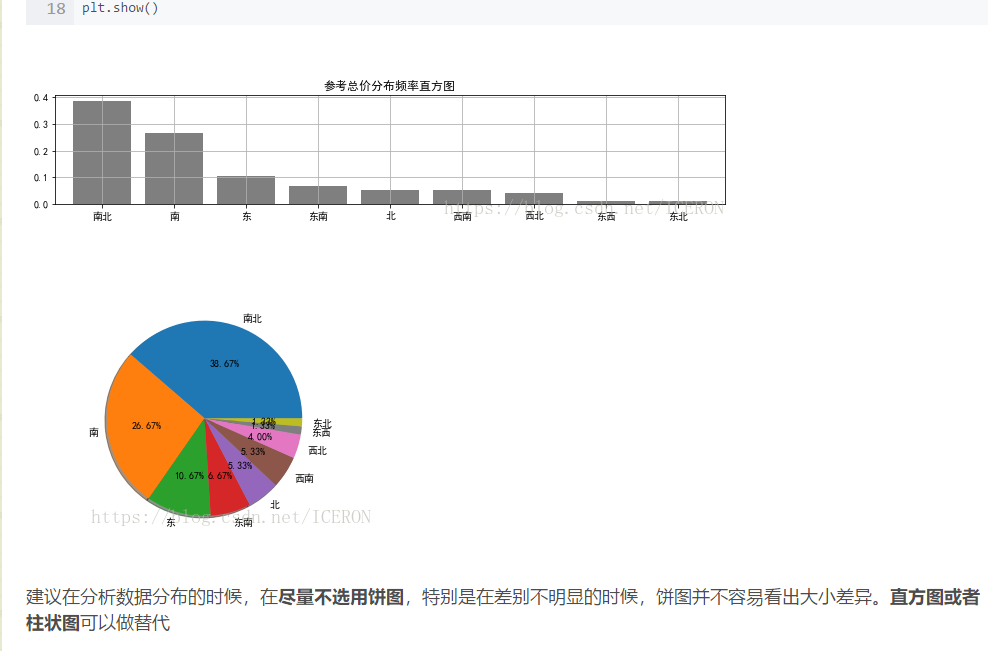 18 plt.show()
参考总价分布频率直方图
0.4
0.3
0.2
0.1
0.0
南北 南 东 东南 北 西南 西北 东西 东北
https://blog.csdn.net/ICERON
南北
38.67%
南
26.67%
10.67%
6.67%
5.33%
5.33%
4.00%
1.33%
1.33%
东北
东西
西北
西南
北
东南
东
https://blog.csdn.net/ICERON
建议在分析数据分布的时候，在尽量不选用饼图，特别是在差别不明显的时候，饼图并不容易看出大小差异。直方图或者
柱状图可以做替代